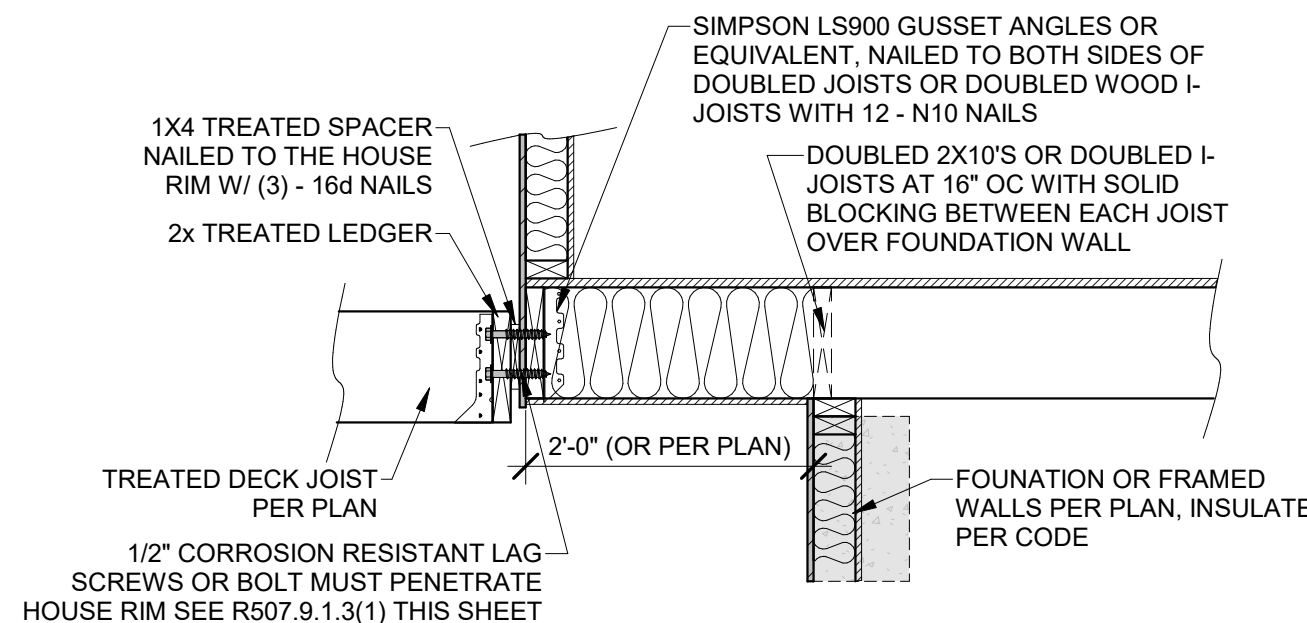 SIMPSON LS900 GUSSET ANGLES OR
EQUIVALENT, NAILED TO BOTH SIDES OF
DOUBLED JOISTS OR DOUBLED WOOD I-
JOISTS WITH 12 - N10 NAILS
1X4 TREATED SPACER
NAILED TO THE HOUSE
RIM W/ (3) - 16d NAILS
DOUBLED 2X10'S OR DOUBLED I-
JOISTS AT 16" OC WITH SOLID
BLOCKING BETWEEN EACH JOIST
OVER FOUNDATION WALL
2x TREATED LEDGER
2'-0" (OR PER PLAN)
TREATED DECK JOIST
PER PLAN
FOUNATION OR FRAMED
WALLS PER PLAN, INSULATE
PER CODE
1/2" CORROSION RESISTANT LAG
SCREWS OR BOLT MUST PENETRATE
HOUSE RIM SEE R507.9.1.3(1) THIS SHEET